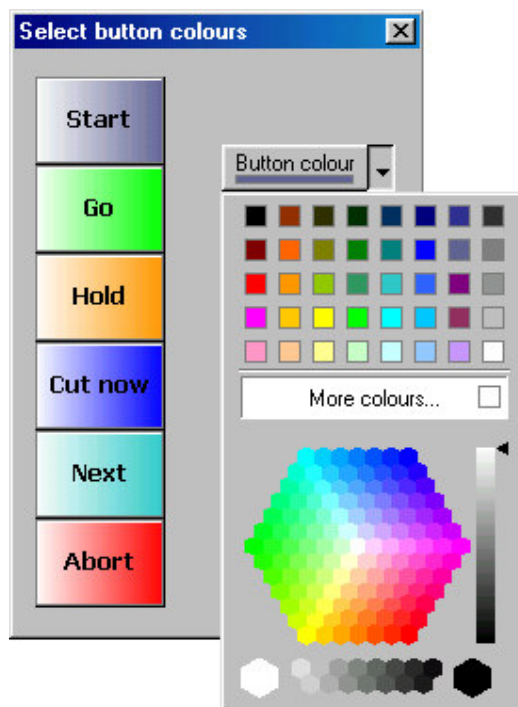 Select button colours
Start
Go
Hold
Cut now
Next
Abort
Button colour
More colours...